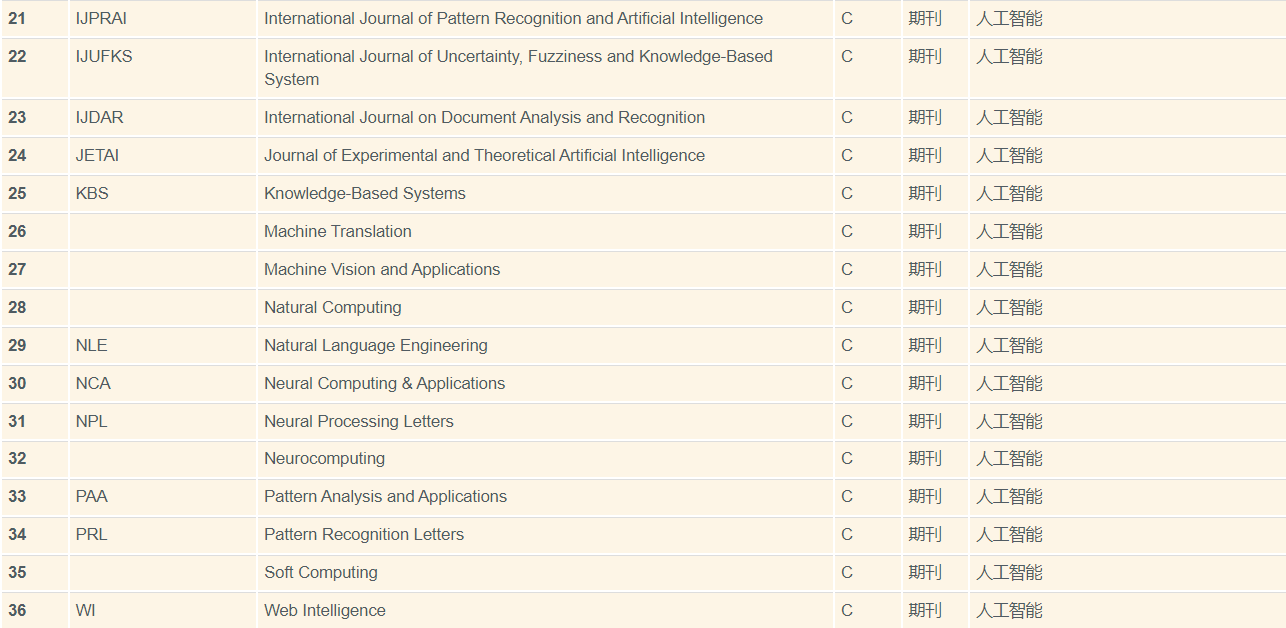 21 IJPRAI International Journal of Pattern Recognition and Artificial Intelligence C 期刊 人工智能
22 IJUFKS International Journal of Uncertainty, Fuzziness and Knowledge-Based C 期刊 人工智能
System
23 IJDAR International Journal on Document Analysis and Recognition C 期刊 人工智能
24 JETAI Journal of Experimental and Theoretical Artificial Intelligence C 期刊 人工智能
25 KBS Knowledge-Based Systems C 期刊 人工智能
26 Machine Translation C 期刊 人工智能
27 Machine Vision and Applications C 期刊 人工智能
28 Natural Computing C 期刊 人工智能
29 NLE Natural Language Engineering C 期刊 人工智能
30 NCA Neural Computing & Applications C 期刊 人工智能
31 NPL Neural Processing Letters C 期刊 人工智能
32 Neurocomputing C 期刊 人工智能
33 PAA Pattern Analysis and Applications C 期刊 人工智能
34 PRL Pattern Recognition Letters C 期刊 人工智能
35 Soft Computing C 期刊 人工智能
36 WI Web Intelligence C 期刊 人工智能